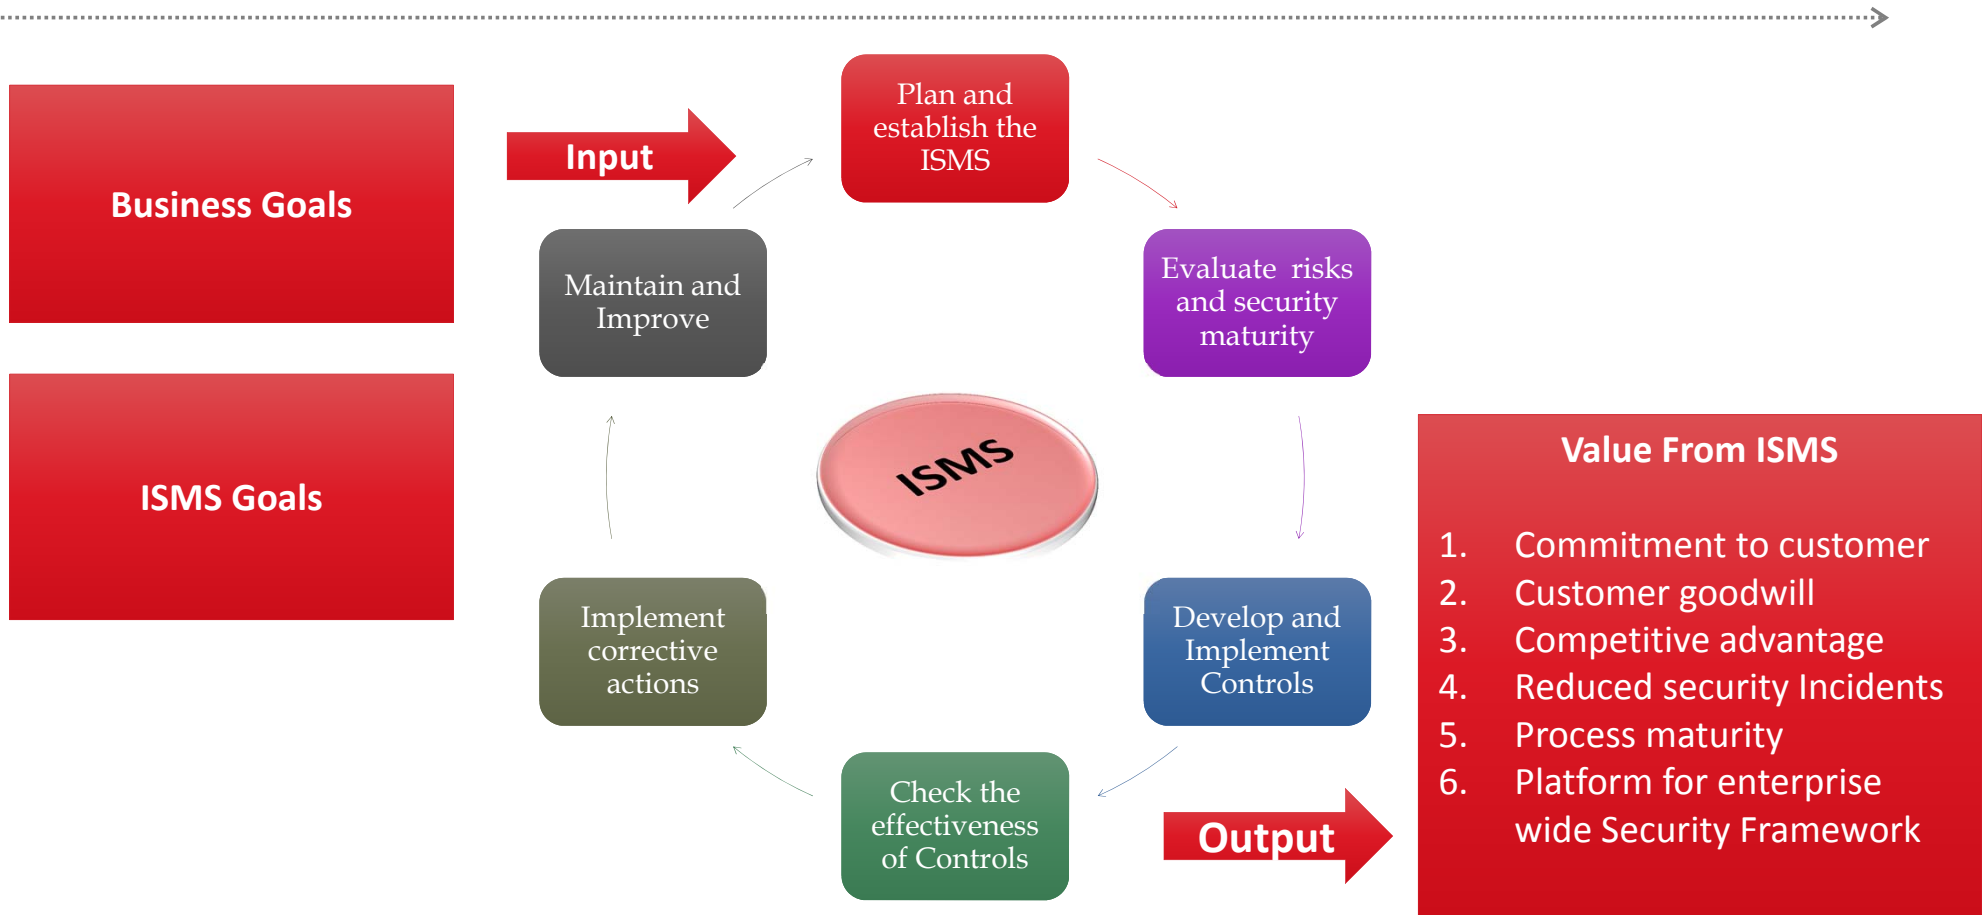 Business Goals
ISMS Goals
Input
Plan and
establish the
ISMS
Evaluate  risks
and security
maturity
Develop and
Implement
Controls
Check the
effectiveness
of Controls
Implement
corrective
actions
Maintain and
Improve
ISMS
Output
Value From ISMS
1. Commitment to customer
2. Customer goodwill
3. Competitive advantage
4. Reduced security Incidents
5. Process maturity
6. Platform for enterprise
wide Security Framework